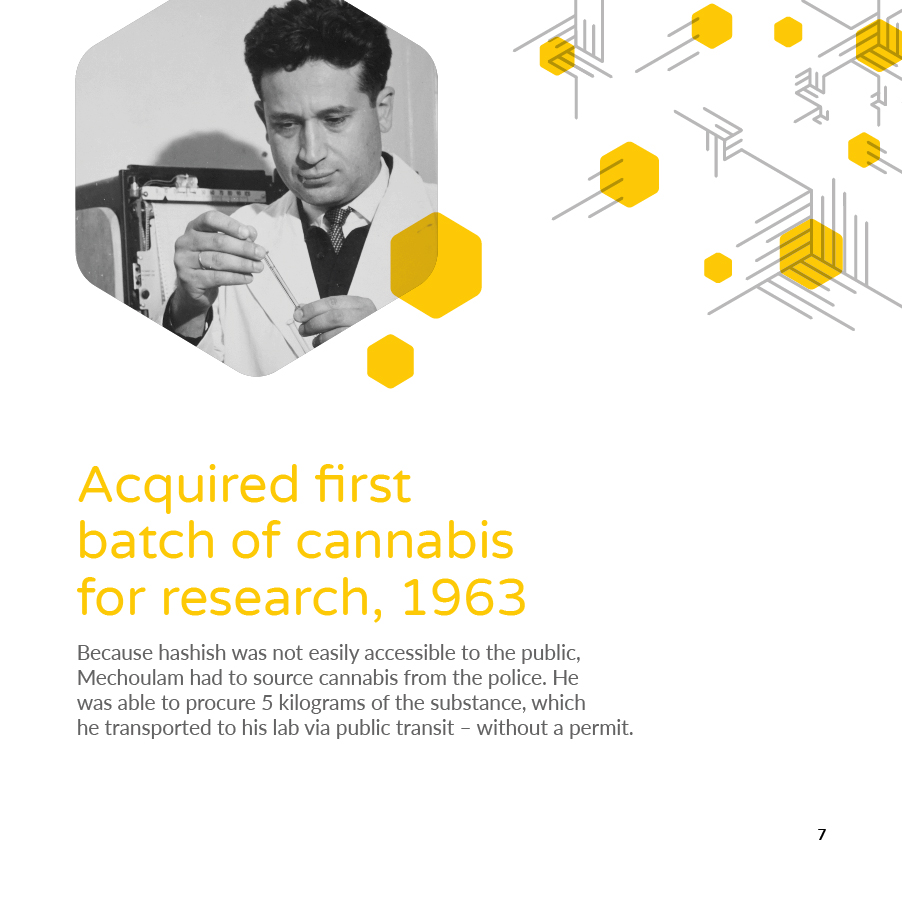 Acquired first
batch of cannabis
for research, 1963
Because hashish was not easily accessible to the public,
Mechoulam had to source cannabis from the police. He
was able to procure 5 kilograms of the substance, which
he transported to his lab via public transit – without a permit.
7